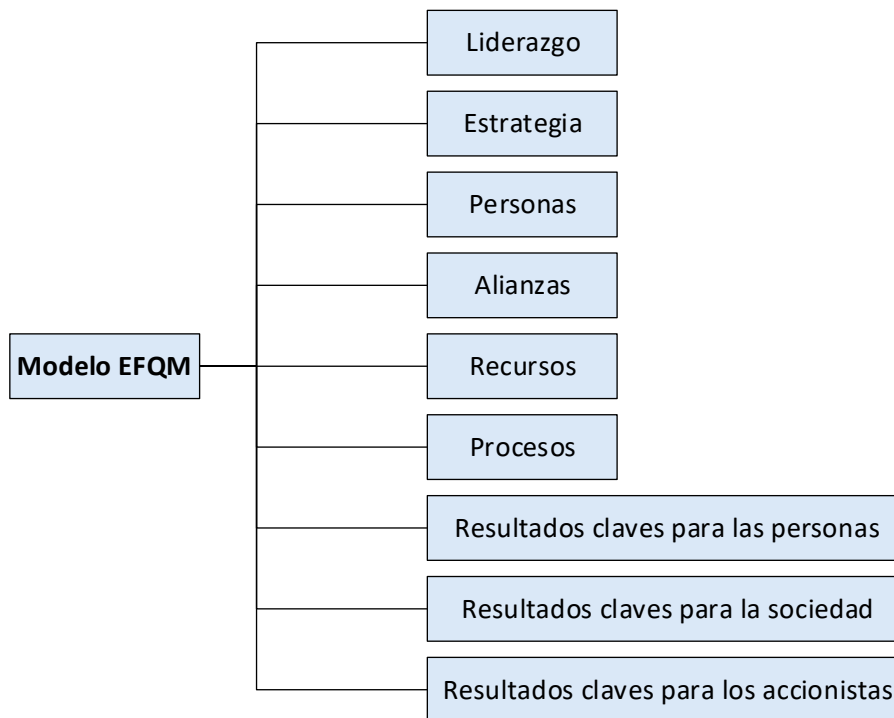 Liderazgo
Estrategia
Personas
Alianzas
Modelo EFQM
Recursos
Procesos
Resultados claves para las personas
Resultados claves para la sociedad
Resultados claves para los accionistas